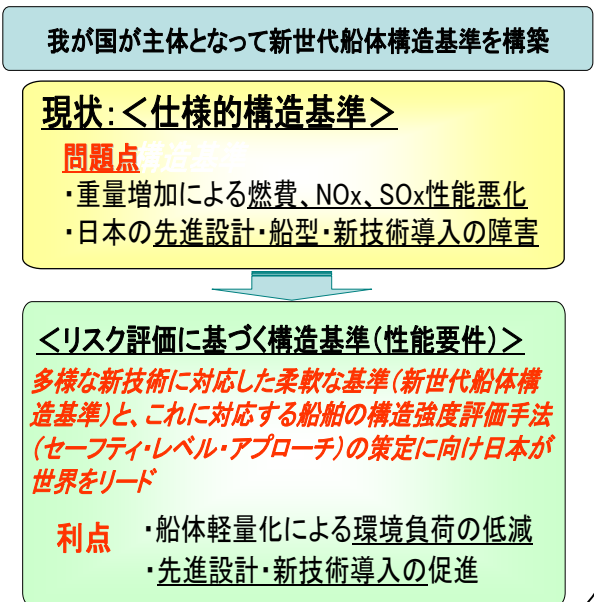 我が国が主体となって新世代船体構造基準を構築
現状:<仕様的構造基準>
問題点
・重量増加による燃費、NOx、SOx性能悪化
・日本の先進設計・船型・新技術導入の障害
<リスク評価に基づく構造基準(性能要件)>
多様な新技術に対応した柔軟な基準(新世代船体構
造基準)と、これに対応する船舶の構造強度評価手法
(セーフティ・レベル・アプローチ)の策定に向け日本が
世界をリード
利点
・船体軽量化による環境負荷の低減
・先進設計・新技術導入の促進